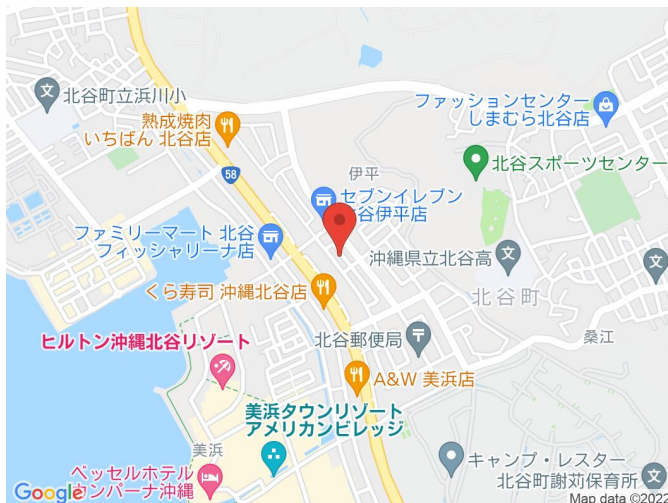 北谷町立浜川小
熟成焼肉
いちばん 北谷店
ファッションセンター
しまむら北谷店
58
伊平
北谷スポーツセンター
セブンイレブン
北谷伊平店
ファミリーマート 北谷
フィッシャリーナ店
沖縄県立北谷高
くら寿司 沖縄北谷店
北谷町
北谷郵便局
桑江
ヒルトン沖縄北谷リゾート
A&W 美浜店
美浜タウンリゾート
アメリカンビレッジ
美浜
キャンプ・レスター
ベッセルホテル
カンパーナ沖縄
北谷町謝苅保育所
Google
Map data ©2022